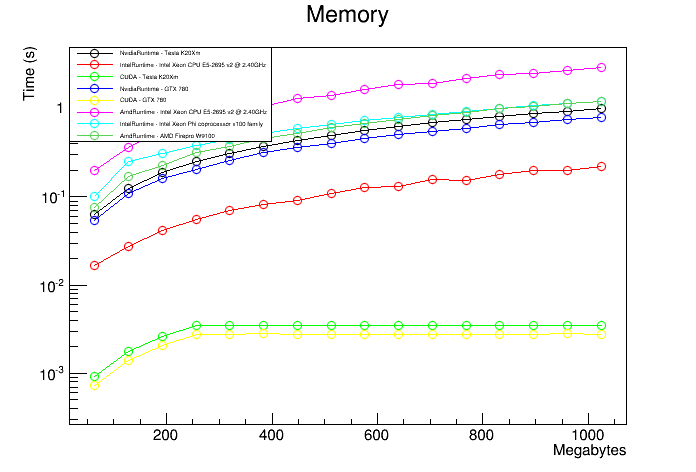 Memory
Time (s)
NvidiaRuntime - Tesla K20Xm
IntelRuntime - Intel Xeon CPU E5-2695 v2 @ 2.40GHz
CUDA - Tesla K20Xm
NvidiaRuntime - GTX 780
CUDA - GTX 780
AmdRuntime - Intel Xeon CPU E5-2695 v2 @ 2.40GHz
IntelRuntime - Intel Phi coprocessor x100 family
AmdRuntime - AMD Firepro W9100
1
10⁻¹
10⁻²
10⁻³
200 400 600 800 1000
Megabytes